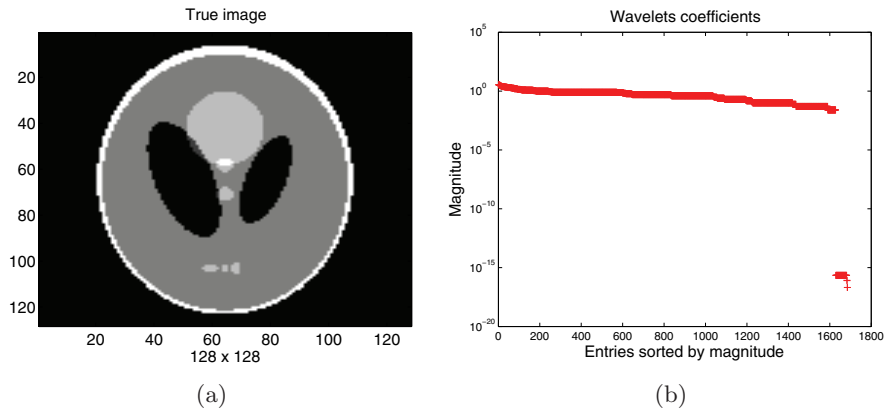 True image
20
40
60
80
100
120
20 40 60 80 100 120
128 x 128
(a)
Wavelets coefficients
Magnitude
10^5
10^0
10^-5
10^-10
10^-15
10^-20
0 200 400 600 800 1000 1200 1400 1600 1800
Entries sorted by magnitude
(b)